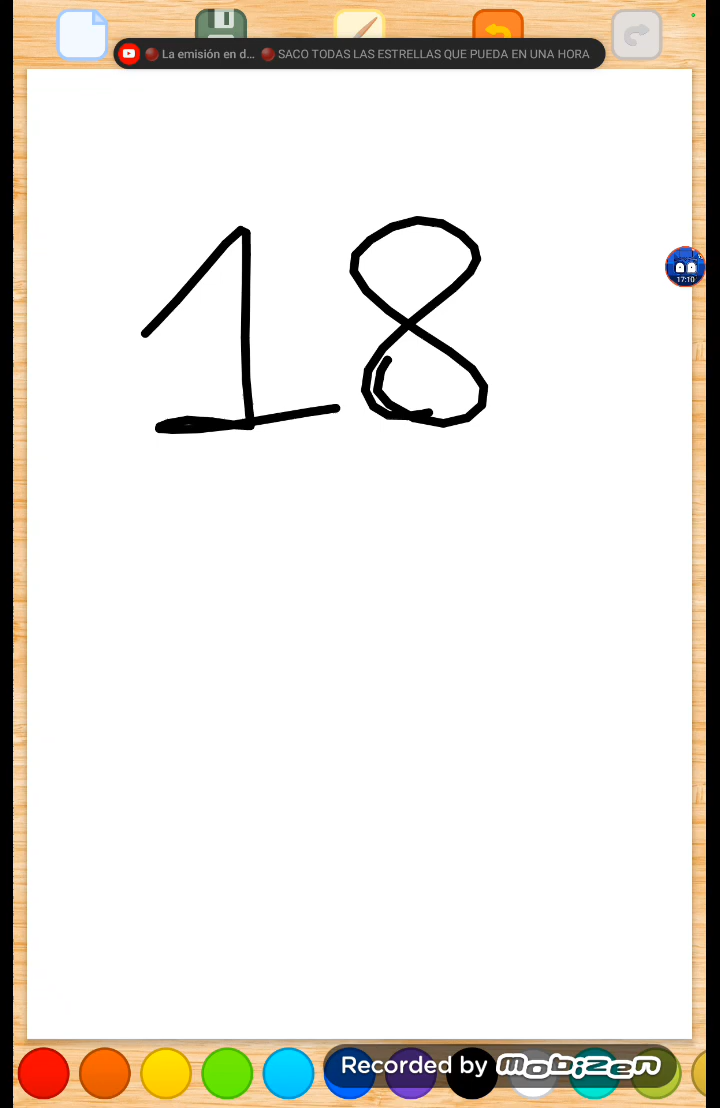 🔴 La emisión en d... 🔴 SACO TODAS LAS ESTRELLAS QUE PUEDA EN UNA HORA
18
17:10
Recorded by mobizen